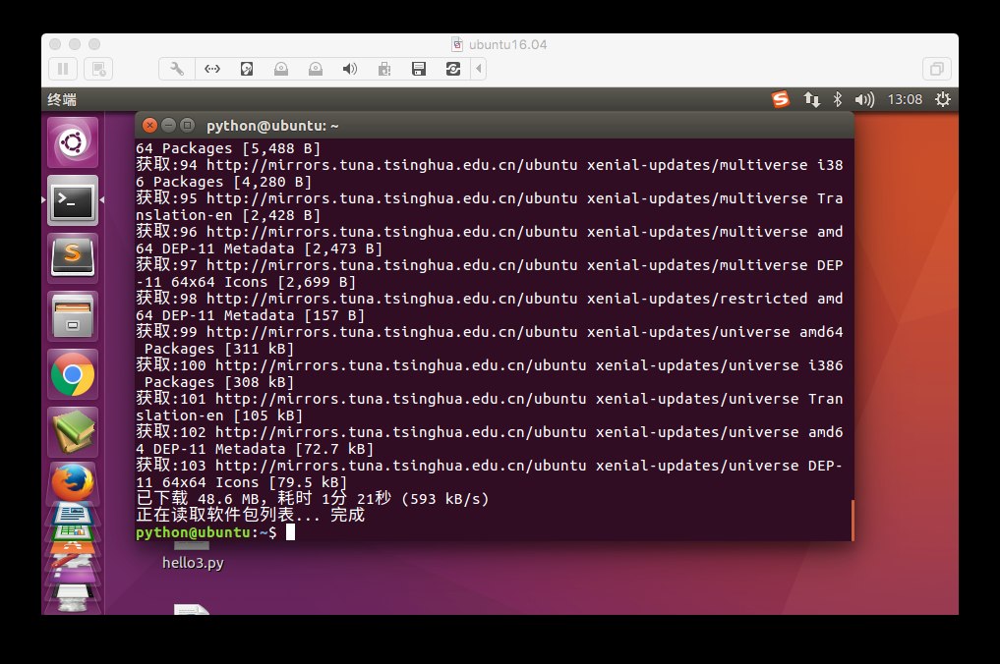 ubuntu16.04
终端
13:08
python@ubuntu: ~
64 Packages [5,488 B]
获取:94 http://mirrors.tuna.tsinghua.edu.cn/ubuntu xenial-updates/multiverse i38
6 Packages [4,280 B]
获取:95 http://mirrors.tuna.tsinghua.edu.cn/ubuntu xenial-updates/multiverse Tra
nslation-en [2,428 B]
获取:96 http://mirrors.tuna.tsinghua.edu.cn/ubuntu xenial-updates/multiverse amd
64 DEP-11 Metadata [2,473 B]
获取:97 http://mirrors.tuna.tsinghua.edu.cn/ubuntu xenial-updates/multiverse DEP
-11 64x64 Icons [2,699 B]
获取:98 http://mirrors.tuna.tsinghua.edu.cn/ubuntu xenial-updates/restricted amd
64 DEP-11 Metadata [157 B]
获取:99 http://mirrors.tuna.tsinghua.edu.cn/ubuntu xenial-updates/universe amd64
 Packages [311 kB]
获取:100 http://mirrors.tuna.tsinghua.edu.cn/ubuntu xenial-updates/universe i386
 Packages [308 kB]
获取:101 http://mirrors.tuna.tsinghua.edu.cn/ubuntu xenial-updates/universe Tran
slation-en [105 kB]
获取:102 http://mirrors.tuna.tsinghua.edu.cn/ubuntu xenial-updates/universe amd6
4 DEP-11 Metadata [72.7 kB]
获取:103 http://mirrors.tuna.tsinghua.edu.cn/ubuntu xenial-updates/universe DEP-
11 64x64 Icons [79.5 kB]
已下载 48.6 MB，耗时 1分 21秒 (593 kB/s)
正在读取软件包列表... 完成
python@ubuntu:~$
hello3.py